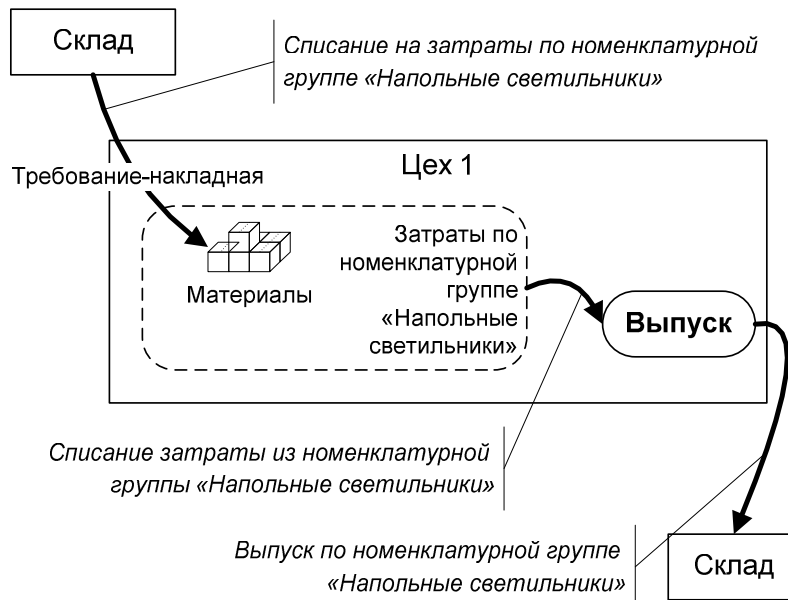 Склад
Списание на затраты по номенклатурной
группе «Напольные светильники»
Цех 1
Требование-накладная
Материалы
Затраты по
номенклатурной
группе
«Напольные
светильники»
Выпуск
Списание затраты из номенклатурной
группы «Напольные светильники»
Выпуск по номенклатурной группе
«Напольные светильники»
Склад